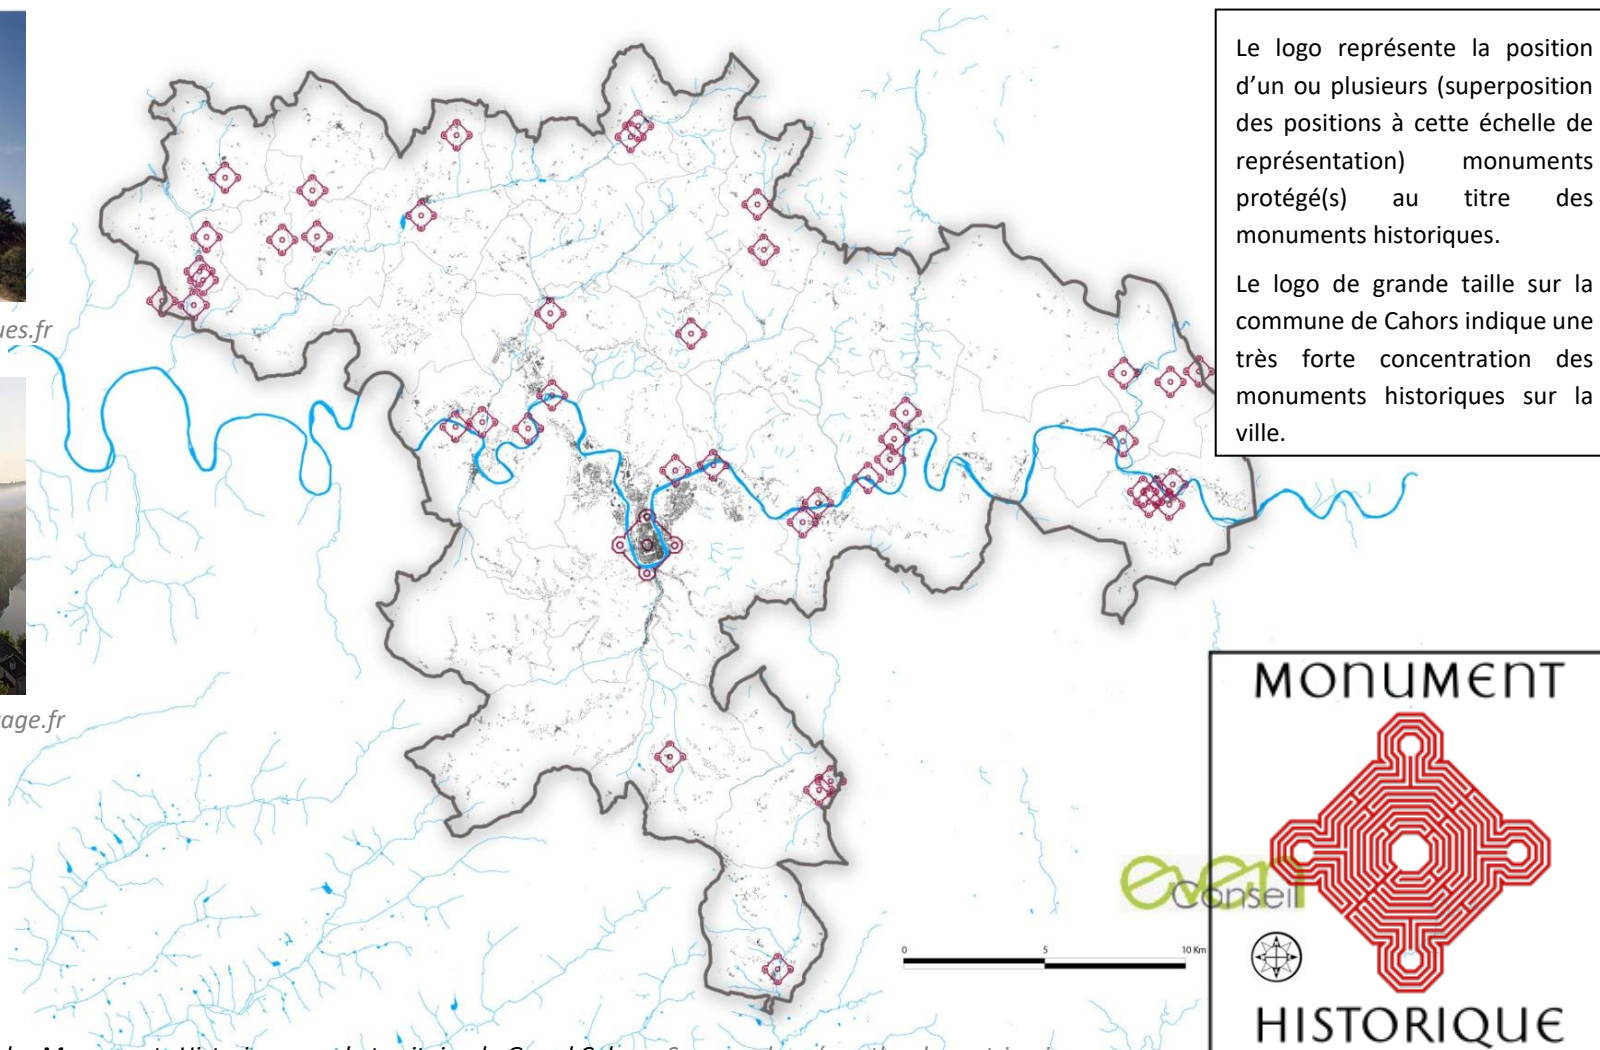 Le logo représente la position
d’un ou plusieurs (superposition
des positions à cette échelle de
représentation) monuments
protégé(s) au titre des
monuments historiques.
Le logo de grande taille sur la
commune de Cahors indique une
très forte concentration des
monuments historiques sur la
ville.
ues.fr
age.fr
MONUMENT
HISTORIQUE
even
Conseil
0 5 10 Km